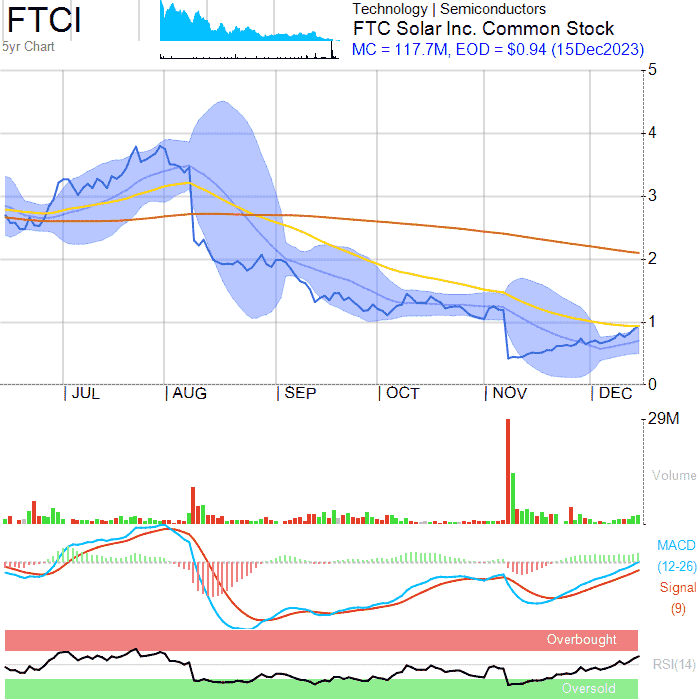 FTCI
5yr Chart
Technology | Semiconductors
FTC Solar Inc. Common Stock
MC = 117.7M, EOD = $0.94 (15Dec2023)
5
4
3
2
1
0
| JUL | AUG | SEP | OCT | NOV | DEC
29M
Volume
MACD
(12-26)
Signal
(9)
Overbought
RSI(14)
Oversold